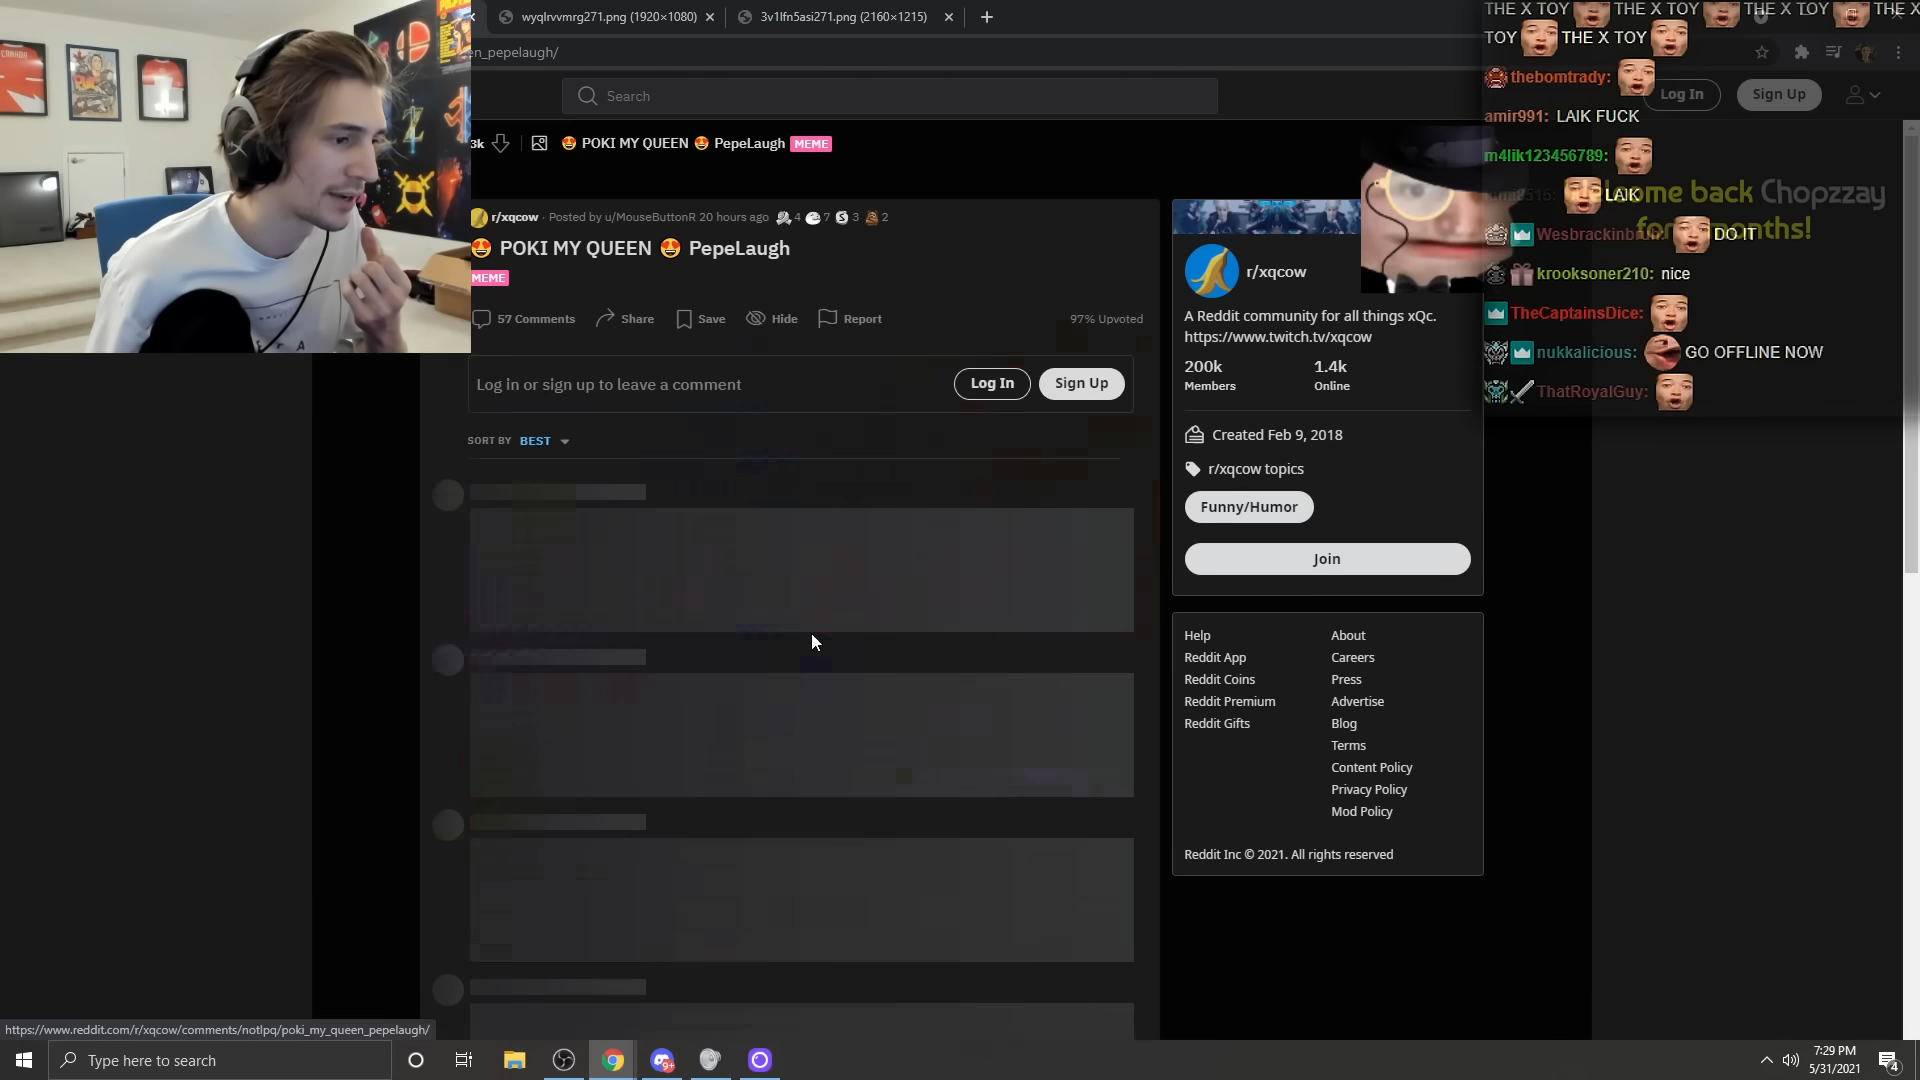 wyqlrvvmrg271.png (1920×1080)
3v1lfn5asi271.png (2160×1215)
en_pepelaugh/
Search
Log In
Sign Up
3k
POKI MY QUEEN PepeLaugh MEME
r/xqcow · Posted by u/MouseButtonR 20 hours ago 4 7 3 2
POKI MY QUEEN PepeLaugh
MEME
57 Comments Share Save Hide Report
97% Upvoted
Log in or sign up to leave a comment
Log In
Sign Up
SORT BY BEST
r/xqcow
A Reddit community for all things xQc.
https://www.twitch.tv/xqcow
200k 1.4k
Members Online
Created Feb 9, 2018
r/xqcow topics
Funny/Humor
Join
Help About
Reddit App Careers
Reddit Coins Press
Reddit Premium Advertise
Reddit Gifts Blog
Terms
Content Policy
Privacy Policy
Mod Policy
Reddit Inc © 2021. All rights reserved
THE X TOY THE X TOY THE X TOY THE X
TOY THE X TOY
thebomtrady:
amir991: LAIK FUCK
m4lik123456789:
LAIK
back Chopzzay
months!
Wesbrackinbruh: DO IT
krooksoner210: nice
TheCaptainsDice:
nukkalicious: GO OFFLINE NOW
ThatRoyalGuy:
https://www.reddit.com/r/xqcow/comments/notlpq/poki_my_queen_pepelaugh/
Type here to search
9+
7:29 PM
5/31/2021
4